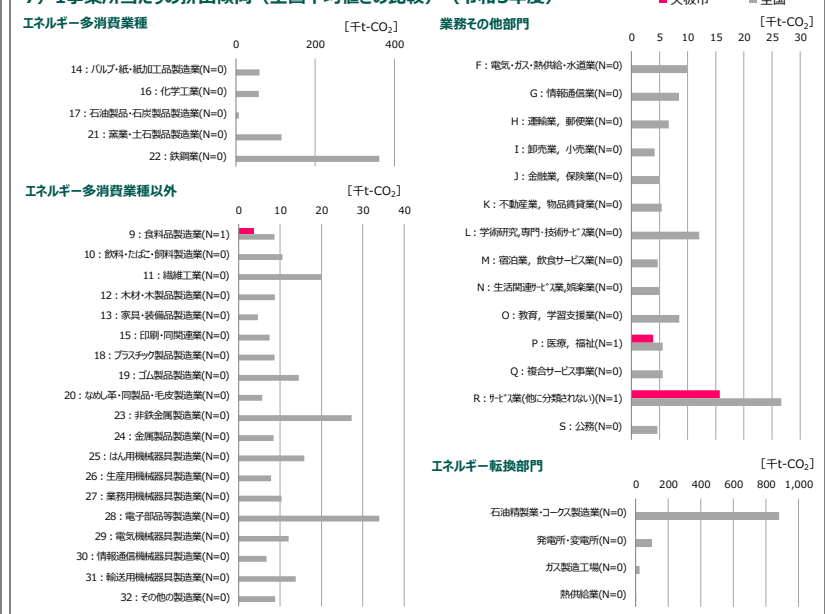 エネルギー多消費業種
[千t-CO₂]
0 200 400
14：パルプ・紙・紙加工品製造業(N=0)
16：化学工業(N=0)
17：石油製品・石炭製品製造業(N=0)
21：窯業・土石製品製造業(N=0)
22：鉄鋼業(N=0)
エネルギー多消費業種以外
[千t-CO₂]
0 10 20 30 40
9：食料品製造業(N=1)
10：飲料・たばこ・飼料製造業(N=0)
11：繊維工業(N=0)
12：木材・木製品製造業(N=0)
13：家具・装備品製造業(N=0)
15：印刷・同関連業(N=0)
18：プラスチック製品製造業(N=0)
19：ゴム製品製造業(N=0)
20：なめし革・同製品・毛皮製造業(N=0)
23：非鉄金属製造業(N=0)
24：金属製品製造業(N=0)
25：はん用機械器具製造業(N=0)
26：生産用機械器具製造業(N=0)
27：業務用機械器具製造業(N=0)
28：電子部品等製造業(N=0)
29：電気機械器具製造業(N=0)
30：情報通信機械器具製造業(N=0)
31：輸送用機械器具製造業(N=0)
32：その他の製造業(N=0)
業務その他部門
[千t-CO₂]
0 5 10 15 20 25 30
F：電気・ガス・熱供給・水道業(N=0)
G：情報通信業(N=0)
H：運輸業，郵便業(N=0)
I：卸売業，小売業(N=0)
J：金融業，保険業(N=0)
K：不動産業，物品賃貸業(N=0)
L：学術研究,専門・技術ｻｰﾋﾞｽ業(N=0)
M：宿泊業，飲食サービス業(N=0)
N：生活関連ｻｰﾋﾞｽ業,娯楽業(N=0)
O：教育，学習支援業(N=0)
P：医療，福祉(N=1)
Q：複合サービス事業(N=0)
R：ｻｰﾋﾞｽ業(他に分類されない)(N=1)
S：公務(N=0)
エネルギー転換部門
[千t-CO₂]
0 200 400 600 800 1,000
石油精製業・コークス製造業(N=0)
発電所・変電所(N=0)
ガス製造工場(N=0)
熱供給業(N=0)